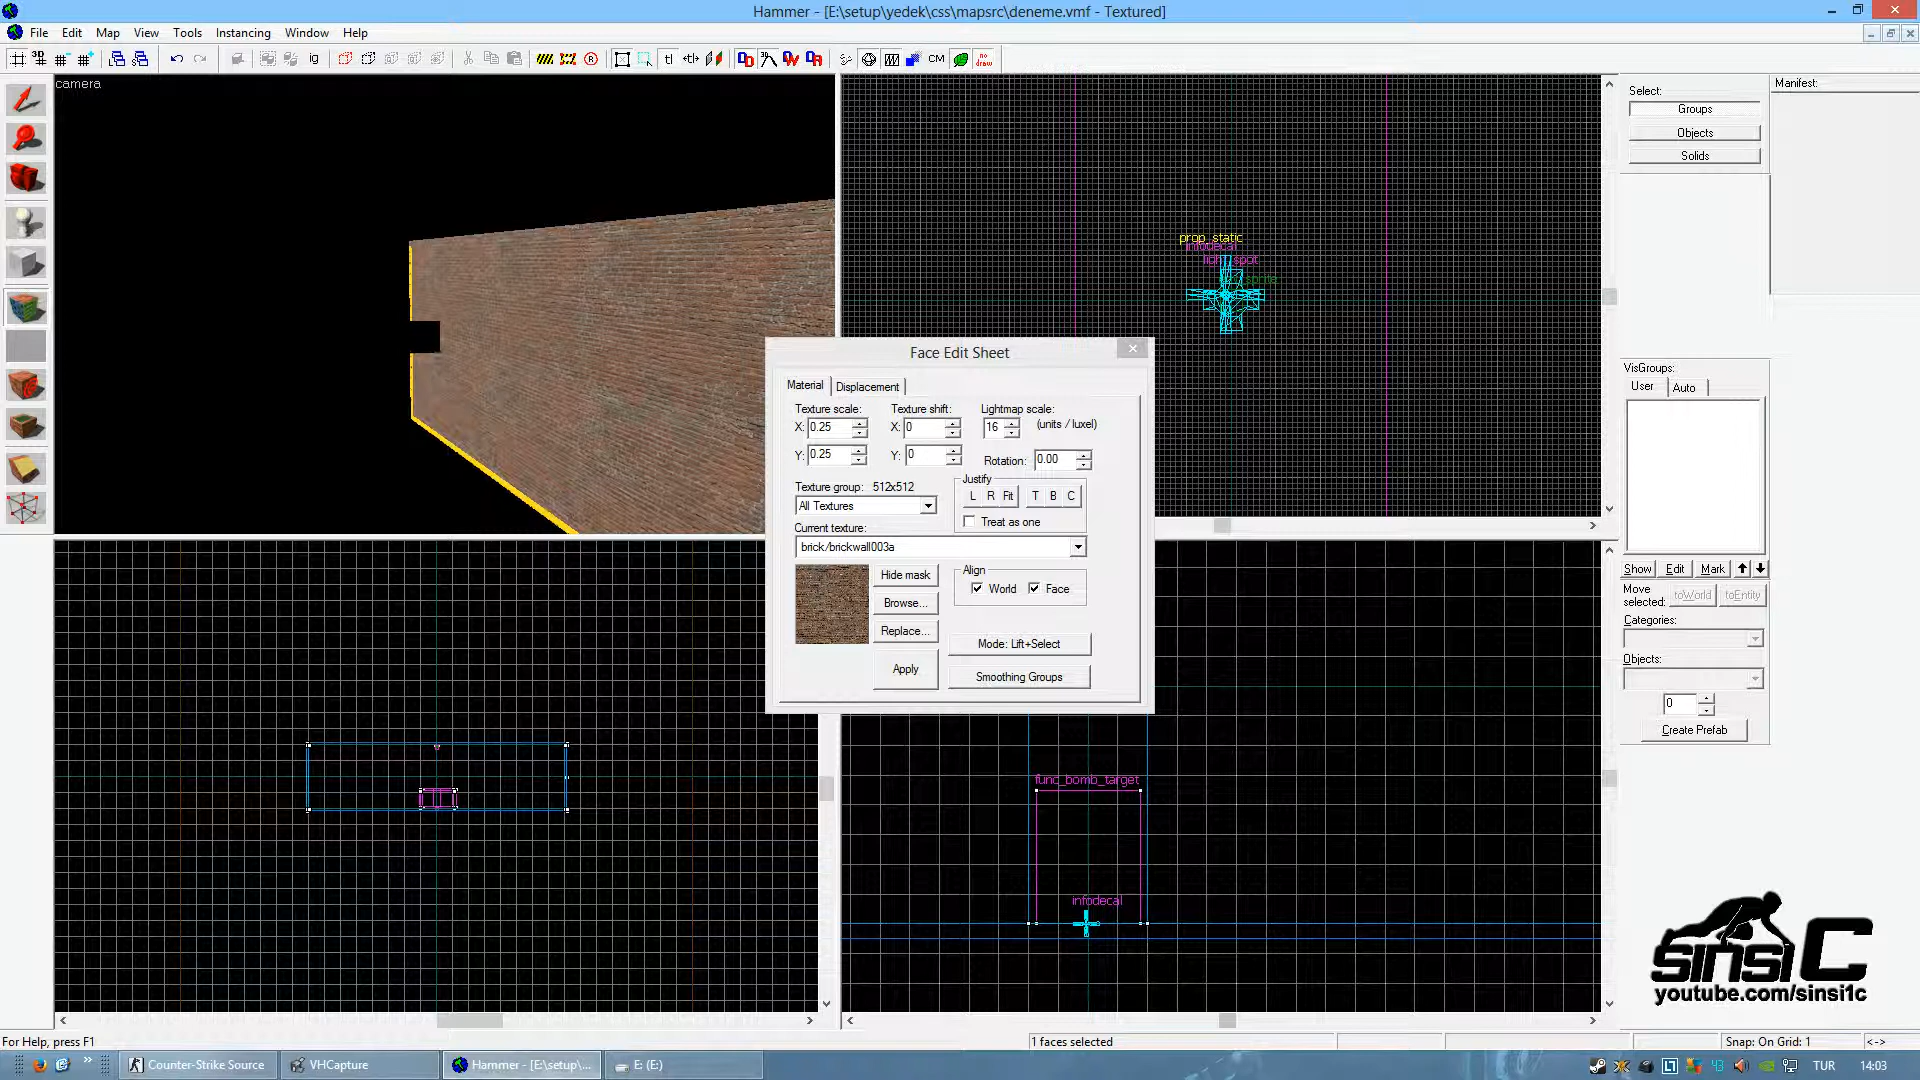 Hammer - [E:\setup\yedek\css\mapsrc\deneme.vmf - Textured]
File Edit Map View Tools Instancing Window Help
camera
prop_static
infodecal
light_spot
sprite
Select:
Groups
Objects
Solids
Manifest:
Face Edit Sheet
Material Displacement
Texture scale: Texture shift: Lightmap scale:
X: 0.25 X: 0 16 (units / luxel)
Y: 0.25 Y: 0 Rotation: 0.00
Texture group: 512x512 Justify
All Textures L R Fit T B C
Treat as one
Current texture:
brick/brickwall003a
Hide mask Align
World Face
Browse...
Replace... Mode: Lift+Select
Apply Smoothing Groups
VisGroups:
User Auto
Show Edit Mark
Move selected: toWorld toEntity
Categories:
Objects:
0
Create Prefab
func_bomb_target
infodecal
sinsi C
youtube.com/sinsi1c
For Help, press F1 1 faces selected Snap: On Grid: 1 <->
Counter-Strike Source VHCapture Hammer - [E:\setup\... E: (E:) TUR 14:03